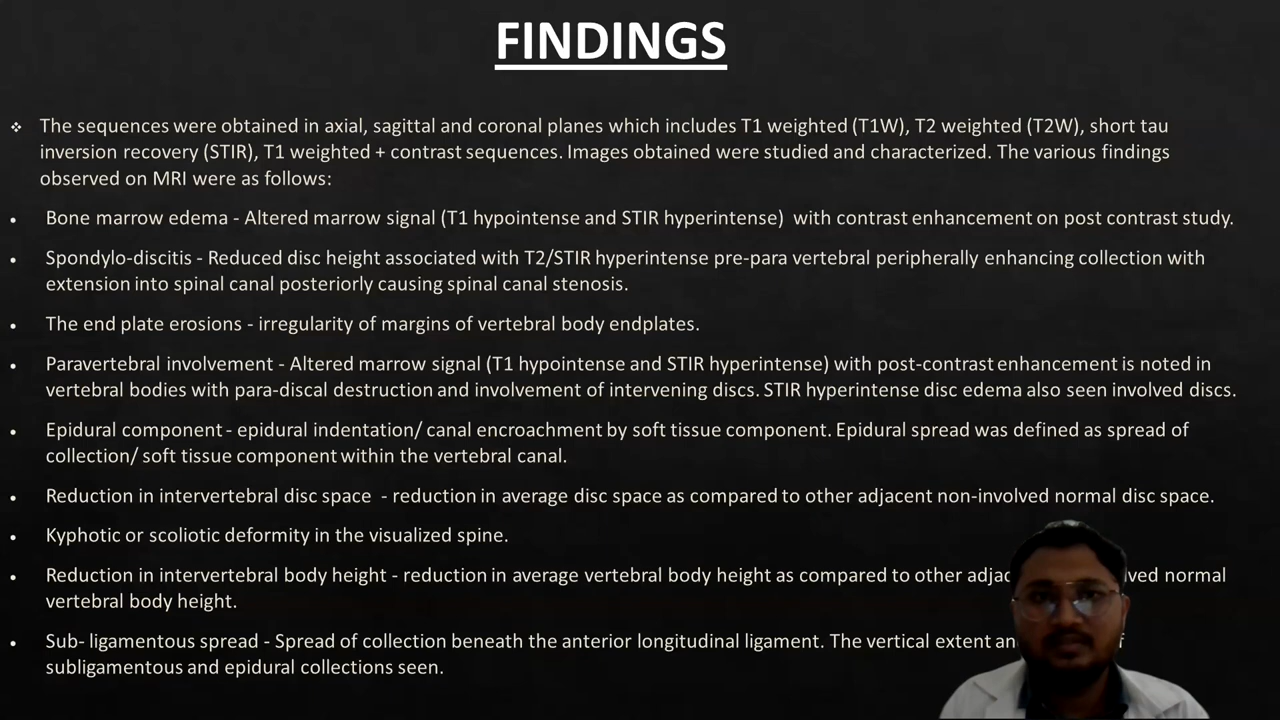 FINDINGS
The sequences were obtained in axial, sagittal and coronal planes which includes T1 weighted (T1W), T2 weighted (T2W), short tau
inversion recovery (STIR), T1 weighted + contrast sequences. Images obtained were studied and characterized. The various findings
observed on MRI were as follows:
Bone marrow edema - Altered marrow signal (T1 hypointense and STIR hyperintense)  with contrast enhancement on post contrast study.
Spondylo-discitis - Reduced disc height associated with T2/STIR hyperintense pre-para vertebral peripherally enhancing collection with
extension into spinal canal posteriorly causing spinal canal stenosis.
The end plate erosions - irregularity of margins of vertebral body endplates.
Paravertebral involvement - Altered marrow signal (T1 hypointense and STIR hyperintense) with post-contrast enhancement is noted in
vertebral bodies with para-discal destruction and involvement of intervening discs. STIR hyperintense disc edema also seen involved discs.
Epidural component - epidural indentation/ canal encroachment by soft tissue component. Epidural spread was defined as spread of
collection/ soft tissue component within the vertebral canal.
Reduction in intervertebral disc space  - reduction in average disc space as compared to other adjacent non-involved normal disc space.
Kyphotic or scoliotic deformity in the visualized spine.
Reduction in intervertebral body height - reduction in average vertebral body height as compared to other normal
vertebral body height.
Sub- ligamentous spread - Spread of collection beneath the anterior longitudinal ligament. The vertical extent
subligamentous and epidural collections seen.